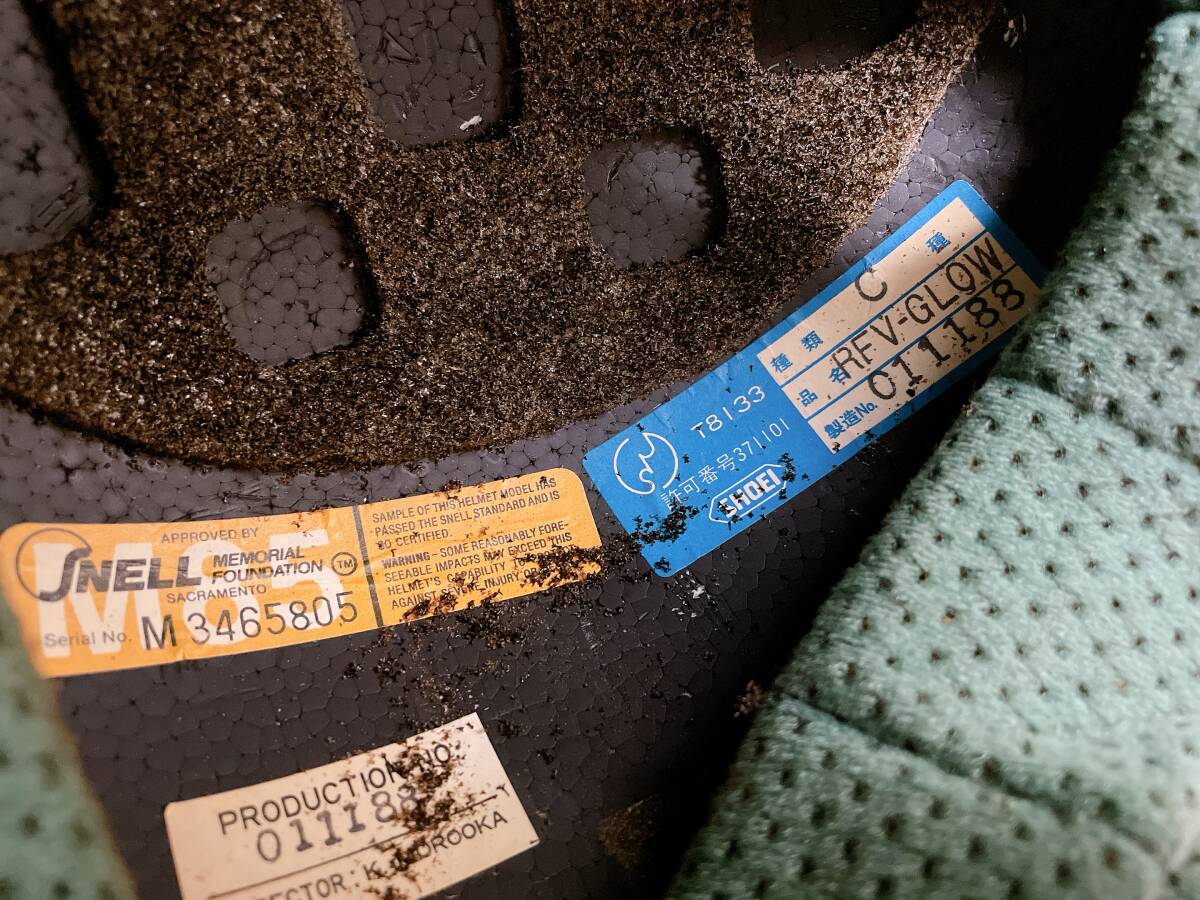 種類 C 種
品名 RFV-GLOW
製造No. 011188
T8133
許可番号371101
SHOEI
M85
APPROVED BY
SNELL MEMORIAL
FOUNDATION TM
SACRAMENTO
Serial No. M 3465805
SAMPLE OF THIS HELMET MODEL HAS
PASSED THE SNELL STANDARD AND IS
SO CERTIFIED.
WARNING - SOME REASONABLY FORE-
SEEABLE IMPACTS MAY EXCEED THIS
HELMET'S CAPABILITY TO
AGAINST SEVERE INJURY
PRODUCTION NO
011188